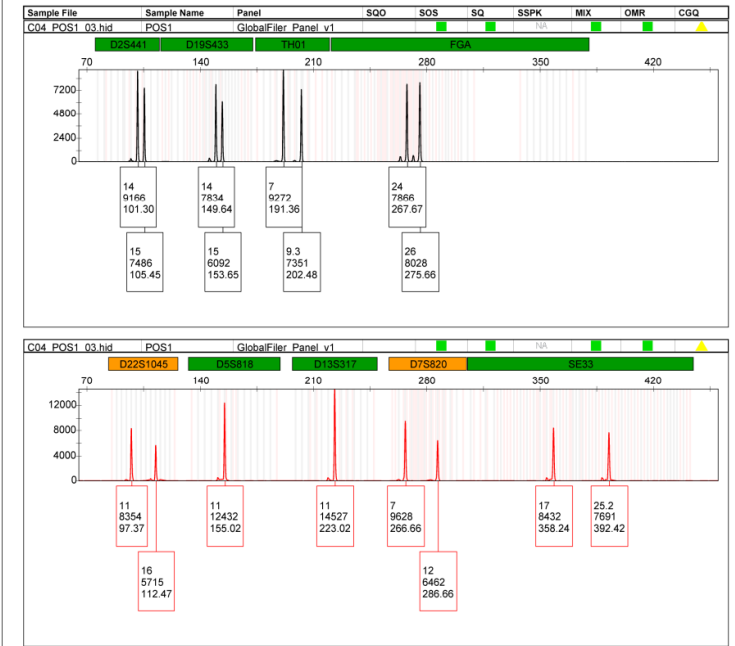 Sample File Sample Name Panel SQO SOS SQ SSPK MIX OMR CGQ
C04_POS1_03.hid POS1 GlobalFiler_Panel_v1 NA
D2S441 D19S433 TH01 FGA
70 140 210 280 350 420
7200
4800
2400
0
14 14 7 24
9166 7834 9272 7866
101.30 149.64 191.36 267.67
15 15 9.3 26
7486 6092 7351 8028
105.45 153.65 202.48 275.66
C04_POS1_03.hid POS1 GlobalFiler_Panel_v1 NA
D22S1045 D5S818 D13S317 D7S820 SE33
70 140 210 280 350 420
12000
8000
4000
0
11 11 11 7 17 25.2
8354 12432 14527 9628 8432 7691
97.37 155.02 223.02 266.66 358.24 392.42
16 12
5715 6462
112.47 286.66